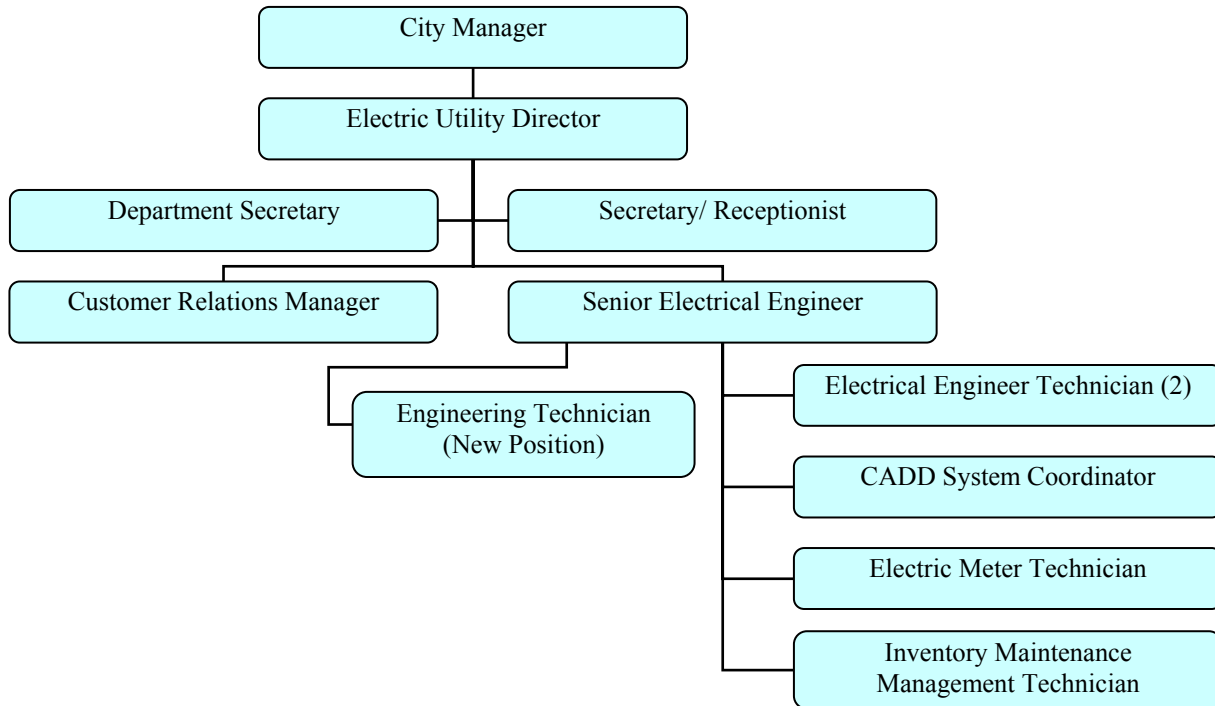 City Manager
Electric Utility Director
Department Secretary
Secretary/ Receptionist
Customer Relations Manager
Senior Electrical Engineer
Engineering Technician
(New Position)
Electrical Engineer Technician (2)
CADD System Coordinator
Electric Meter Technician
Inventory Maintenance
Management Technician